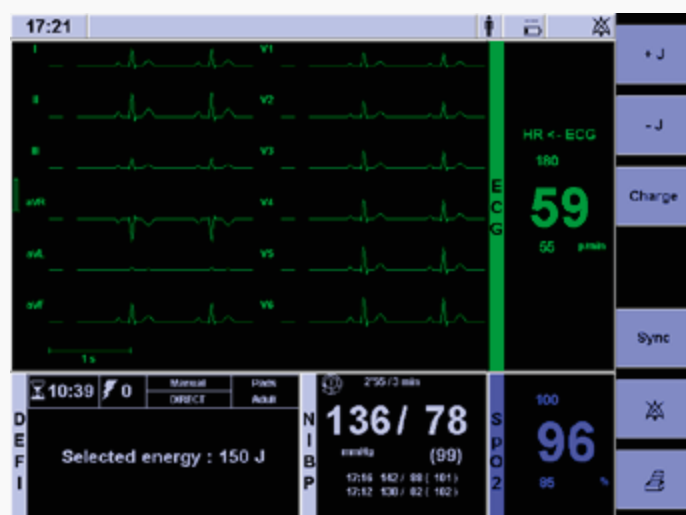 17:21
I
V1
II
V2
III
V3
aVR
V4
aVL
V5
aVF
V6
1 s
ECG
HR <- ECG
180
59
55 p/min
+ J
- J
Charge
Sync
DEFI
10:39
0
Manual
DIRECT
Pads
Adult
Selected energy : 150 J
NIBP
2'55 / 3 min
136 / 78
mmHg (99)
17:16 142 / 88 ( 101)
17:12 130 / 82 ( 102)
SpO2
100
96
85 %